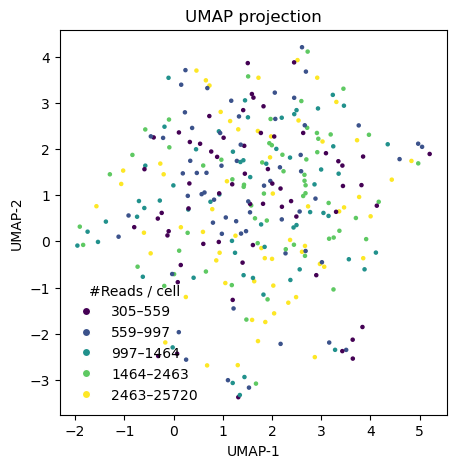 UMAP projection
4
3
2
1
0
−1
−2
−3
UMAP-2
#Reads / cell
305–559
559–997
997–1464
1464–2463
2463–25720
−2 −1 0 1 2 3 4 5
UMAP-1